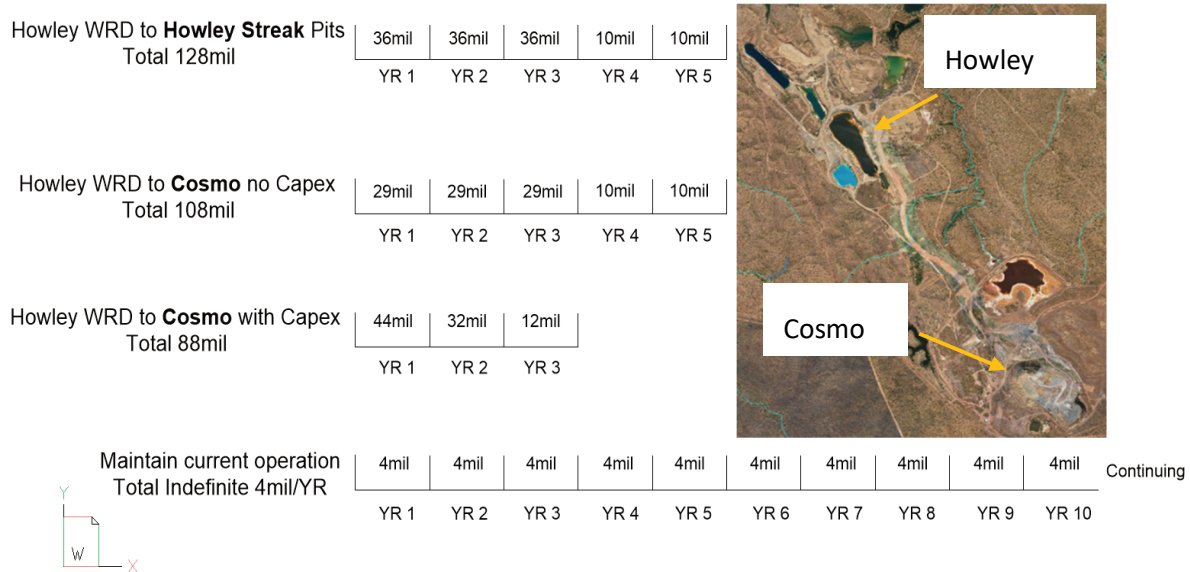 Howley WRD to Howley Streak Pits
Total 128mil
36mil 36mil 36mil 10mil 10mil
YR 1 YR 2 YR 3 YR 4 YR 5
Howley
Howley WRD to Cosmo no Capex
Total 108mil
29mil 29mil 29mil 10mil 10mil
YR 1 YR 2 YR 3 YR 4 YR 5
Howley WRD to Cosmo with Capex
Total 88mil
44mil 32mil 12mil
YR 1 YR 2 YR 3
Cosmo
Maintain current operation
Total Indefinite 4mil/YR
4mil 4mil 4mil 4mil 4mil 4mil 4mil 4mil 4mil 4mil Continuing
YR 1 YR 2 YR 3 YR 4 YR 5 YR 6 YR 7 YR 8 YR 9 YR 10
Y
W
X